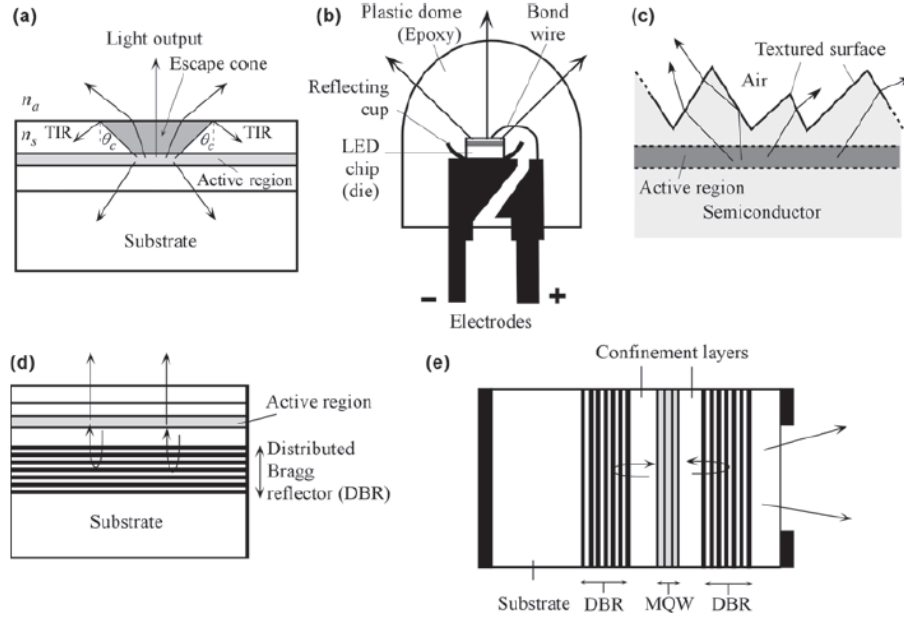 (a)
Light output
Escape cone
nₐ
nₛ
TIR
θ꜀
θ꜀
TIR
Active region
Substrate
(b)
Plastic dome
(Epoxy)
Bond
wire
Reflecting
cup
LED
chip
(die)
–
+
Electrodes
(c)
Textured surface
Air
Active region
Semiconductor
(d)
Active region
Distributed
Bragg
reflector (DBR)
Substrate
(e)
Confinement layers
Substrate
DBR
MQW
DBR